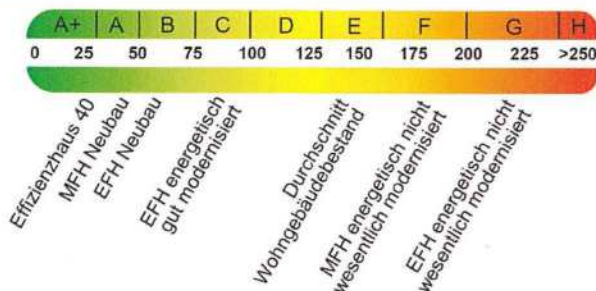 A+ A B C D E F G H
0 25 50 75 100 125 150 175 200 225 >250
Effizienzhaus 40
MFH Neubau
EFH Neubau
EFH energetisch
gut modernisiert
Durchschnitt
Wohngebäudebestand
MFH energetisch nicht
wesentlich modernisiert
EFH energetisch nicht
wesentlich modernisiert